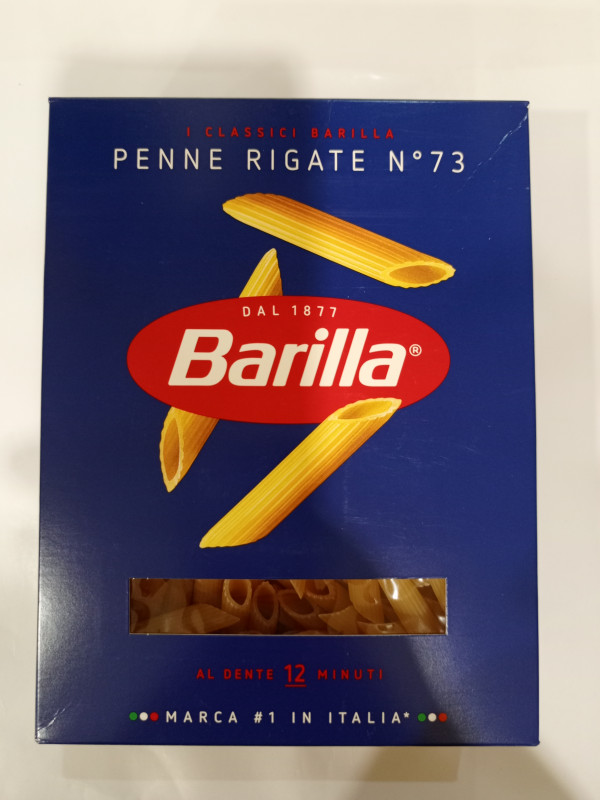 I CLASSICI BARILLA
PENNE RIGATE N°73
DAL 1877
Barilla®
AL DENTE 12 MINUTI
MARCA #1 IN ITALIA*